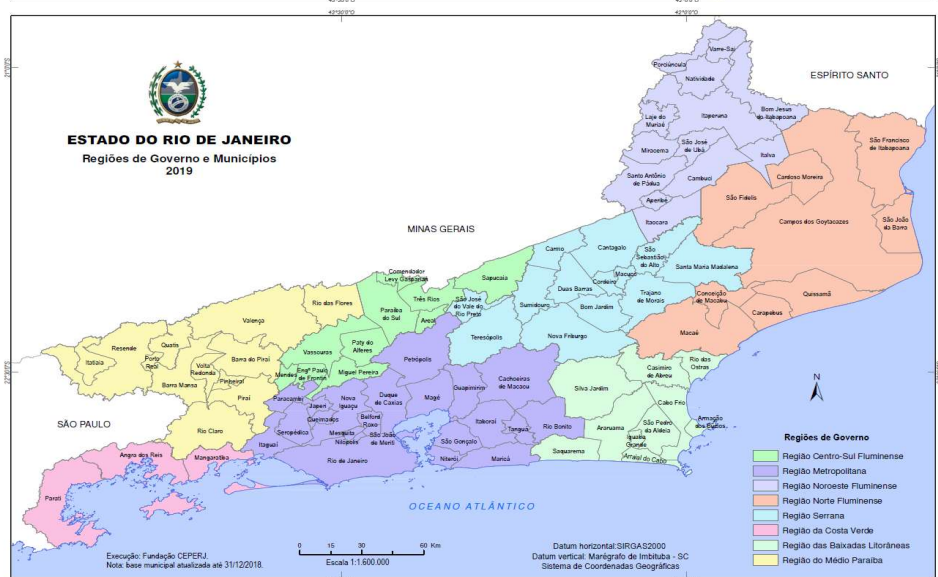 42°30'0"O
42°0'0"O
21°0'0"S
22°30'0"S
ESTADO DO RIO DE JANEIRO
Regiões de Governo e Municípios
2019
ESPÍRITO SANTO
MINAS GERAIS
SÃO PAULO
OCEANO ATLÂNTICO
Varre-Sai
Porciúncula
Natividade
Bom Jesus
do Itabapoana
Laje do
Muriaé
Itaperuna
São José
de Ubá
Miracema
Italva
Santo Antônio
de Pádua
Cambuci
Aperibé
Itaocara
São Francisco
de Itabapoana
Cardoso Moreira
São Fidélis
Campos dos Goytacazes
São João
da Barra
Quissamã
Conceição
de Macabu
Carapebus
Macaé
Carmo
Cantagalo
São
Sebastião
do Alto
Santa Maria Madalena
Macuco
Cordeiro
Duas Barras
Trajano
de Morais
Sumidouro
Bom Jardim
São José
do Vale do
Rio Preto
Teresópolis
Nova Friburgo
Comendador
Levy Gasparian
Sapucaia
Três Rios
Paraíba
do Sul
Areal
Paty do
Alferes
Vassouras
Mendes
Engº Paulo
de Frontin
Miguel Pereira
Rio das Flores
Valença
Resende
Quatis
Itatiaia
Porto
Real
Volta
Redonda
Barra do Piraí
Barra Mansa
Pinheiral
Piraí
Rio Claro
Petrópolis
Paracambi
Japeri
Nova
Iguaçu
Duque
de Caxias
Magé
Guapimirim
Cachoeiras
de Macacu
Queimados
Belford
Roxo
Seropédica
Mesquita
Nilópolis
São João
de Meriti
Itaguaí
Rio de Janeiro
Itaboraí
Tanguá
Rio Bonito
São Gonçalo
Niterói
Maricá
Silva Jardim
Casimiro
de Abreu
Rio das
Ostras
Cabo Frio
Armação
dos Búzios
Araruama
São Pedro
da Aldeia
Iguaba
Grande
Saquarema
Arraial do Cabo
Angra dos Reis
Mangaratiba
Parati
N
Regiões de Governo
Região Centro-Sul Fluminense
Região Metropolitana
Região Noroeste Fluminense
Região Norte Fluminense
Região Serrana
Região da Costa Verde
Região das Baixadas Litorâneas
Região do Médio Paraíba
Execução: Fundação CEPERJ.
Nota: base municipal atualizada até 31/12/2018.
0 15 30 60 Km
Escala 1:1.600.000
Datum horizontal:SIRGAS2000
Datum vertical: Marégrafo de Imbituba - SC
Sistema de Coordenadas Geográficas